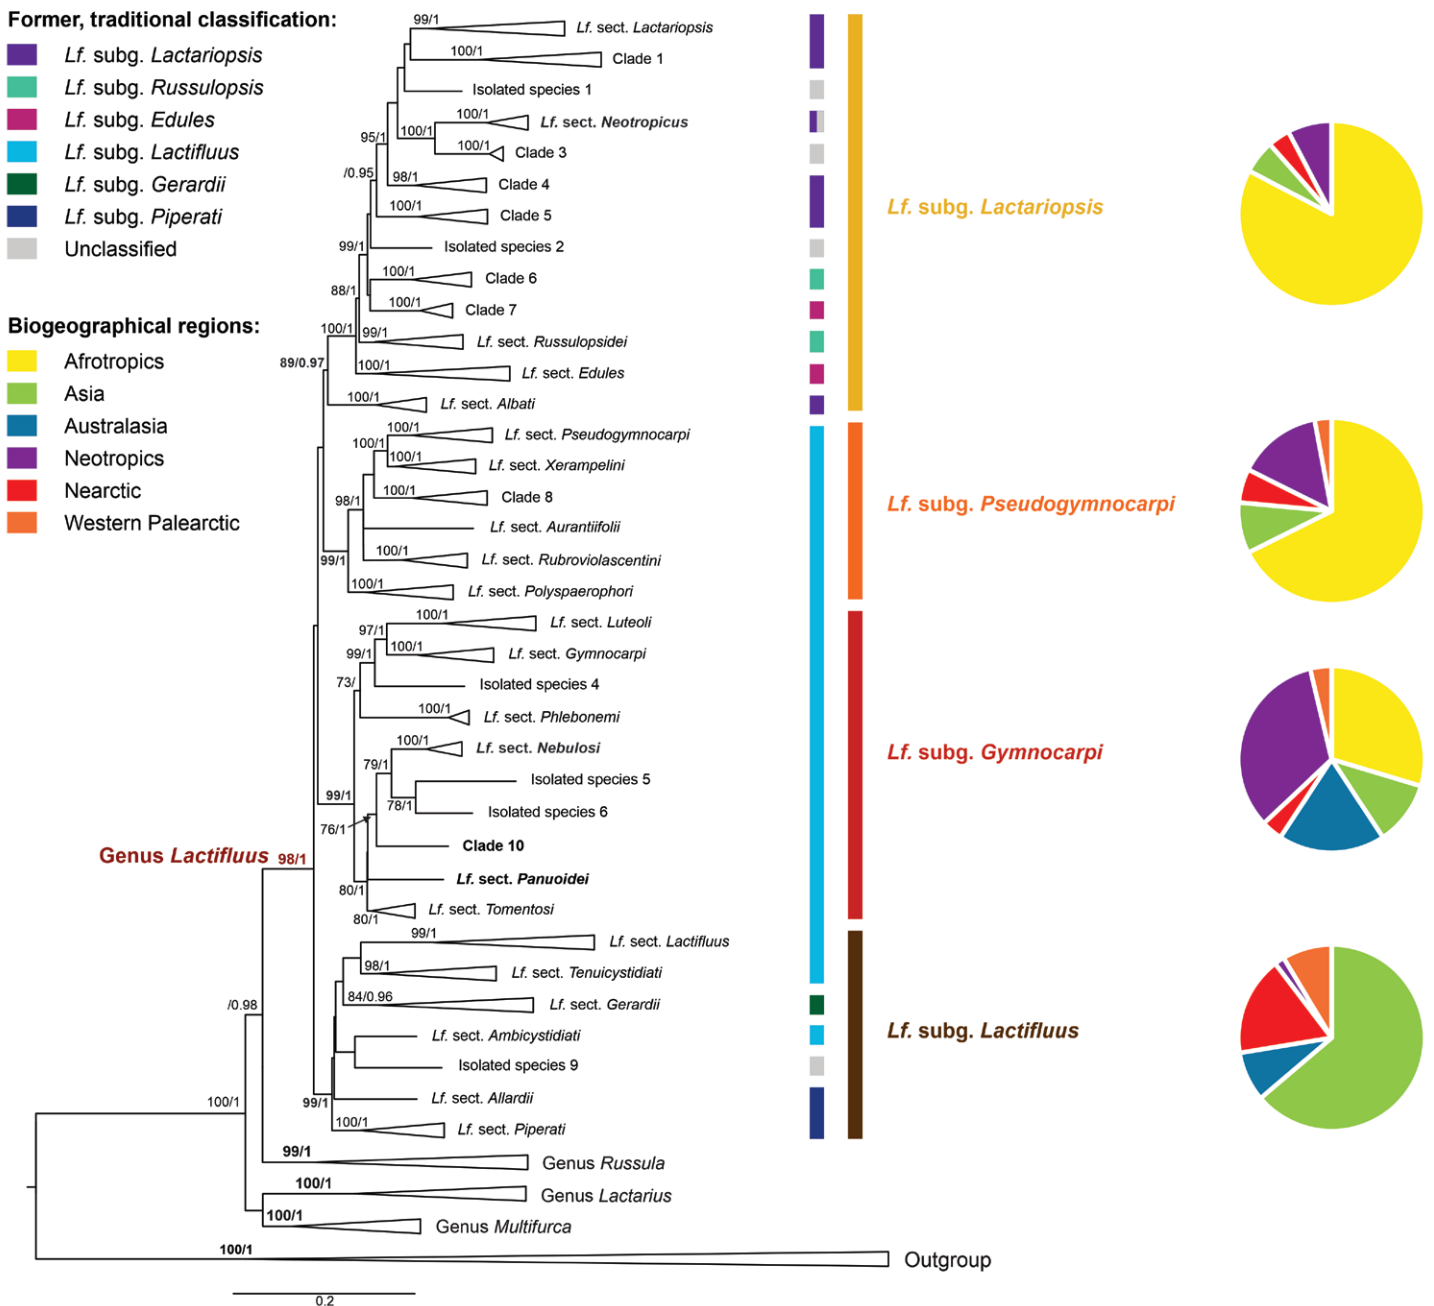 Former, traditional classification:
Lf. subg. Lactariopsis
Lf. subg. Russulopsis
Lf. subg. Edules
Lf. subg. Lactifluus
Lf. subg. Gerardii
Lf. subg. Piperati
Unclassified
Biogeographical regions:
Afrotropics
Asia
Australasia
Neotropics
Nearctic
Western Palearctic
99/1
Lf. sect. Lactariopsis
100/1
Clade 1
Isolated species 1
100/1
Lf. sect. Neotropicus
95/1
100/1
100/1
Clade 3
/0.95
98/1
Clade 4
100/1
Clade 5
99/1
Isolated species 2
100/1
Clade 6
88/1
100/1
Clade 7
100/1
99/1
Lf. sect. Russulopsidei
89/0.97
100/1
Lf. sect. Edules
100/1
Lf. sect. Albati
100/1
Lf. sect. Pseudogymnocarpi
100/1
100/1
Lf. sect. Xerampelini
98/1
100/1
Clade 8
Lf. sect. Aurantiifolii
99/1
100/1
Lf. sect. Rubroviolascentini
100/1
Lf. sect. Polyspaerophori
100/1
Lf. sect. Luteoli
97/1
99/1
100/1
Lf. sect. Gymnocarpi
73/
Isolated species 4
100/1
Lf. sect. Phlebonemi
100/1
Lf. sect. Nebulosi
79/1
Isolated species 5
99/1
78/1
Isolated species 6
76/1
Clade 10
Genus Lactifluus 98/1
80/1
Lf. sect. Panuoidei
80/1
Lf. sect. Tomentosi
99/1
Lf. sect. Lactifluus
98/1
Lf. sect. Tenuicystidiati
/0.98
84/0.96
Lf. sect. Gerardii
Lf. sect. Ambicystidiati
Isolated species 9
100/1
99/1
Lf. sect. Allardii
100/1
Lf. sect. Piperati
99/1
Genus Russula
100/1
Genus Lactarius
100/1
Genus Multifurca
100/1
Outgroup
0.2
Lf. subg. Lactariopsis
Lf. subg. Pseudogymnocarpi
Lf. subg. Gymnocarpi
Lf. subg. Lactifluus